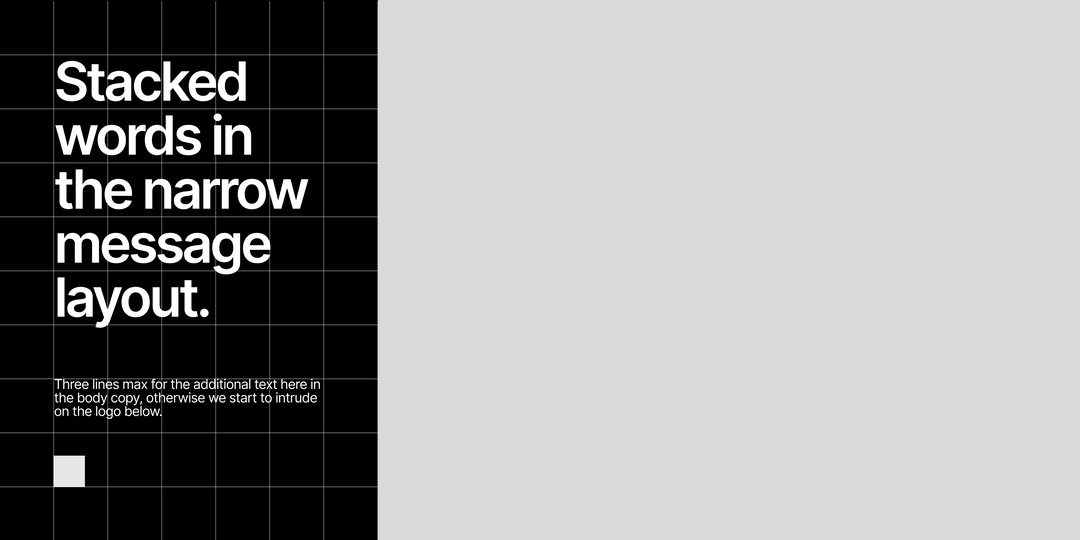 Stacked
words in
the narrow
message
layout.
Three lines max for the additional text here in
the body copy, otherwise we start to intrude
on the logo below.